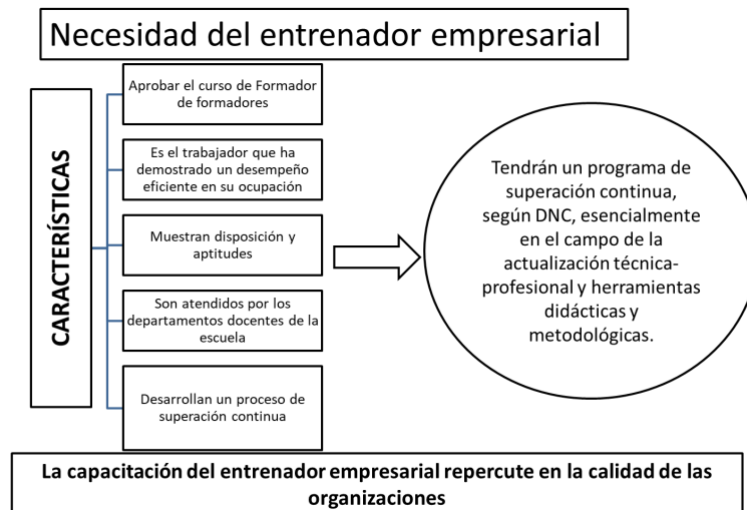 Necesidad del entrenador empresarial
CARACTERÍSTICAS
Aprobar el curso de Formador
de formadores
Es el trabajador que ha
demostrado un desempeño
eficiente en su ocupación
Muestran disposición y
aptitudes
Son atendidos por los
departamentos docentes de la
escuela
Desarrollan un proceso de
superación continua
Tendrán un programa de
superación continua,
según DNC, esencialmente
en el campo de la
actualización técnica-
profesional y herramientas
didácticas y
metodológicas.
La capacitación del entrenador empresarial repercute en la calidad de las
organizaciones